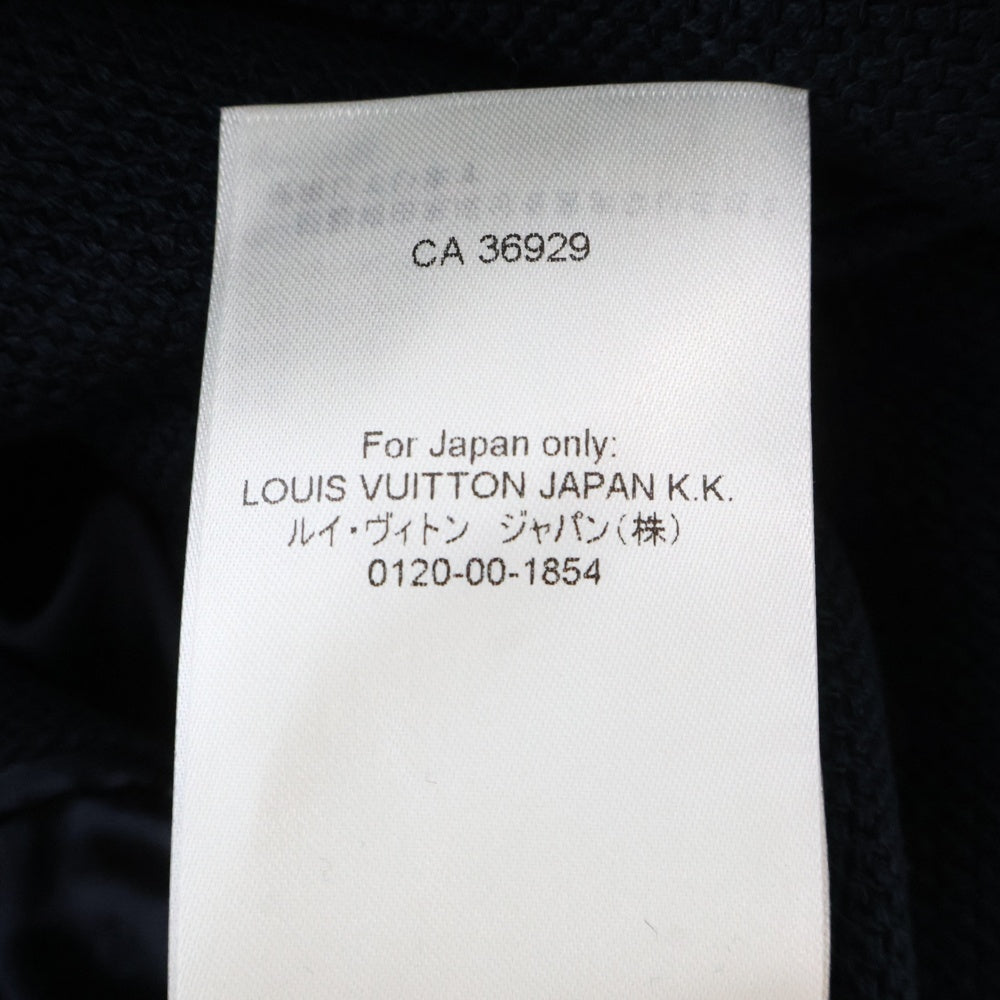 CA 36929
For Japan only:
LOUIS VUITTON JAPAN K.K.
ルイ・ヴィトン　ジャパン(株)
0120-00-1854